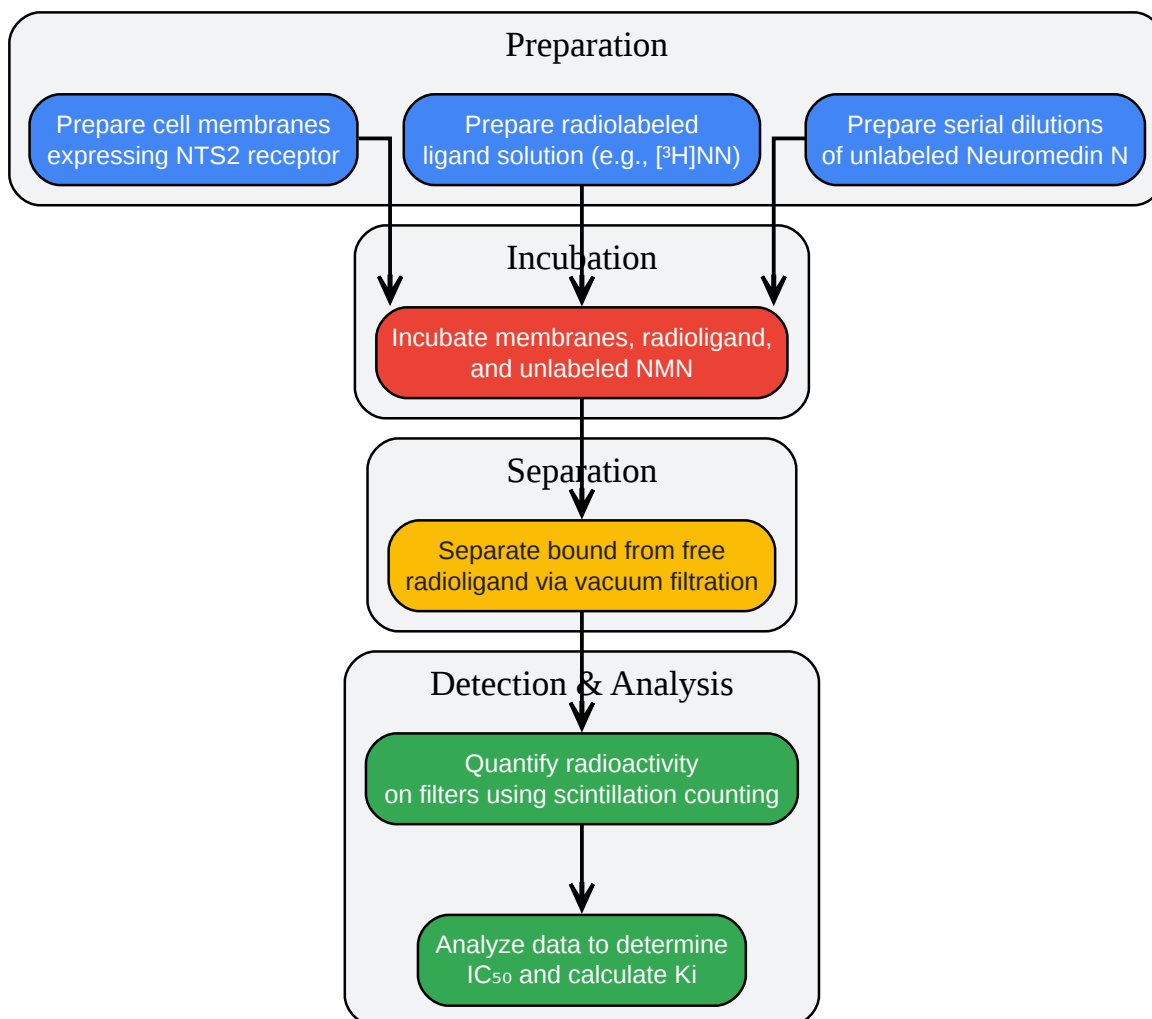 Preparation
Prepare cell membranes
expressing NTS2 receptor
Prepare radiolabeled
ligand solution (e.g., [³H]NN)
Prepare serial dilutions
of unlabeled Neuromedin N
Incubation
Incubate membranes, radioligand,
and unlabeled NMN
Separation
Separate bound from free
radioligand via vacuum filtration
Detection & Analysis
Quantify radioactivity
on filters using scintillation counting
Analyze data to determine
IC₅₀ and calculate Ki